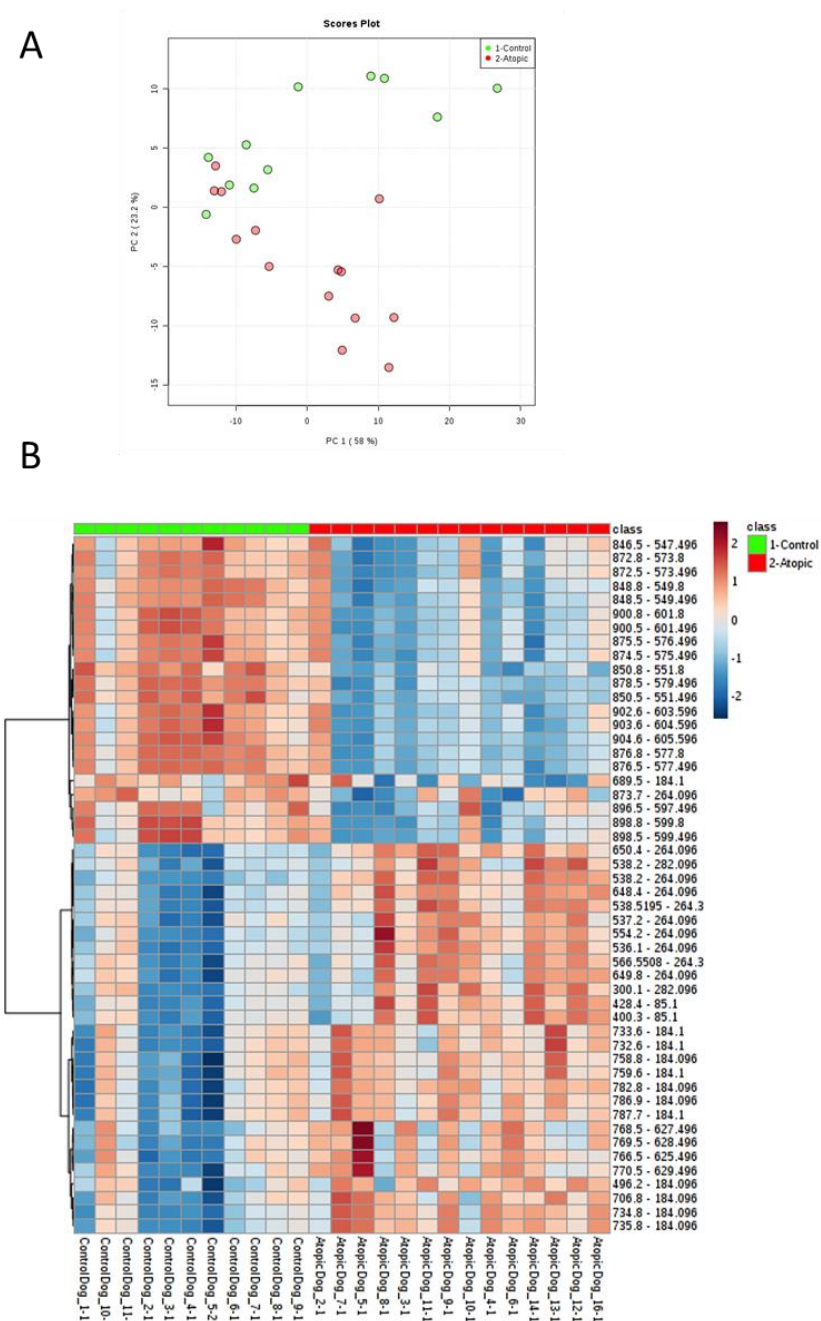 A
Scores Plot
1-Control
2-Atopic
10
5
0
-5
-10
-15
PC 2 ( 23.2 %)
-10
0
10
20
30
PC 1 ( 58 %)
B
class
846.5 - 547.496
872.8 - 573.8
872.5 - 573.496
848.8 - 549.8
848.5 - 549.496
900.8 - 601.8
900.5 - 601.496
875.5 - 576.496
874.5 - 575.496
850.8 - 551.8
878.5 - 579.496
850.5 - 551.496
902.6 - 603.596
903.6 - 604.596
904.6 - 605.596
876.8 - 577.8
876.5 - 577.496
689.5 - 184.1
873.7 - 264.096
896.5 - 597.496
898.8 - 599.8
898.5 - 599.496
650.4 - 264.096
538.2 - 282.096
538.2 - 264.096
648.4 - 264.096
538.5195 - 264.3
537.2 - 264.096
554.2 - 264.096
536.1 - 264.096
566.5508 - 264.3
649.8 - 264.096
300.1 - 282.096
428.4 - 85.1
400.3 - 85.1
733.6 - 184.1
732.6 - 184.1
758.8 - 184.096
759.6 - 184.1
782.8 - 184.096
786.9 - 184.096
787.7 - 184.1
768.5 - 627.496
769.5 - 628.496
766.5 - 625.496
770.5 - 629.496
496.2 - 184.096
706.8 - 184.096
734.8 - 184.096
735.8 - 184.096
2
1
0
-1
-2
class
1-Control
2-Atopic
ControlDog_1-1
ControlDog_10-
ControlDog_11-
ControlDog_2-1
ControlDog_3-1
ControlDog_4-1
ControlDog_5-2
ControlDog_6-1
ControlDog_7-1
ControlDog_8-1
ControlDog_9-1
AtopicDog_2-1
AtopicDog_7-1
AtopicDog_5-1
AtopicDog_8-1
AtopicDog_3-1
AtopicDog_11-1
AtopicDog_9-1
AtopicDog_10-1
AtopicDog_4-1
AtopicDog_6-1
AtopicDog_14-1
AtopicDog_13-1
AtopicDog_12-1
AtopicDog_16-1